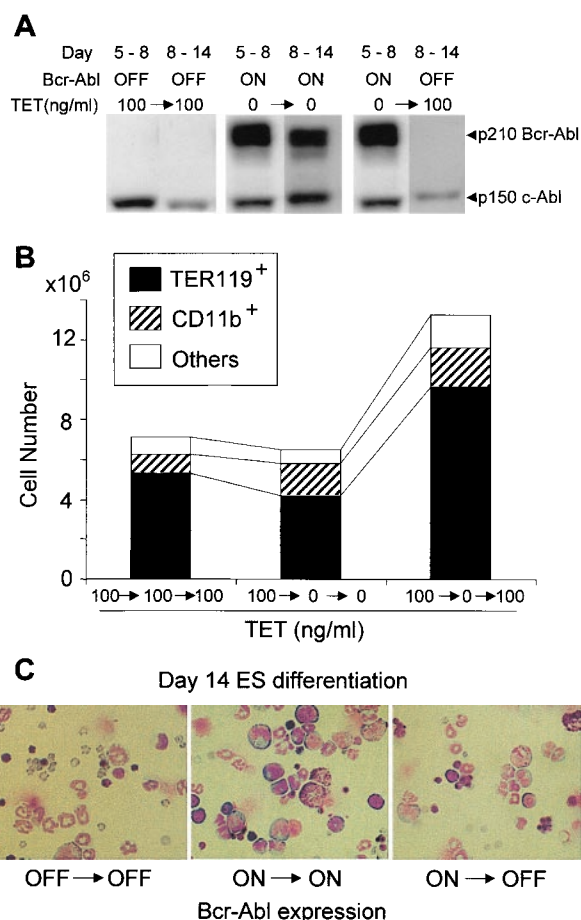 A
Day 5 - 8 8 - 14 5 - 8 8 - 14 5 - 8 8 - 14
Bcr-Abl OFF OFF ON ON ON OFF
TET(ng/ml) 100 → 100 0 → 0 0 → 100
◄p210 Bcr-Abl
◄p150 c-Abl
B
x10⁶
TER119⁺
CD11b⁺
Others
12
8
4
0
Cell Number
100 → 100 → 100 100 → 0 → 0 100 → 0 → 100
TET (ng/ml)
C
Day 14 ES differentiation
OFF → OFF ON → ON ON → OFF
Bcr-Abl expression